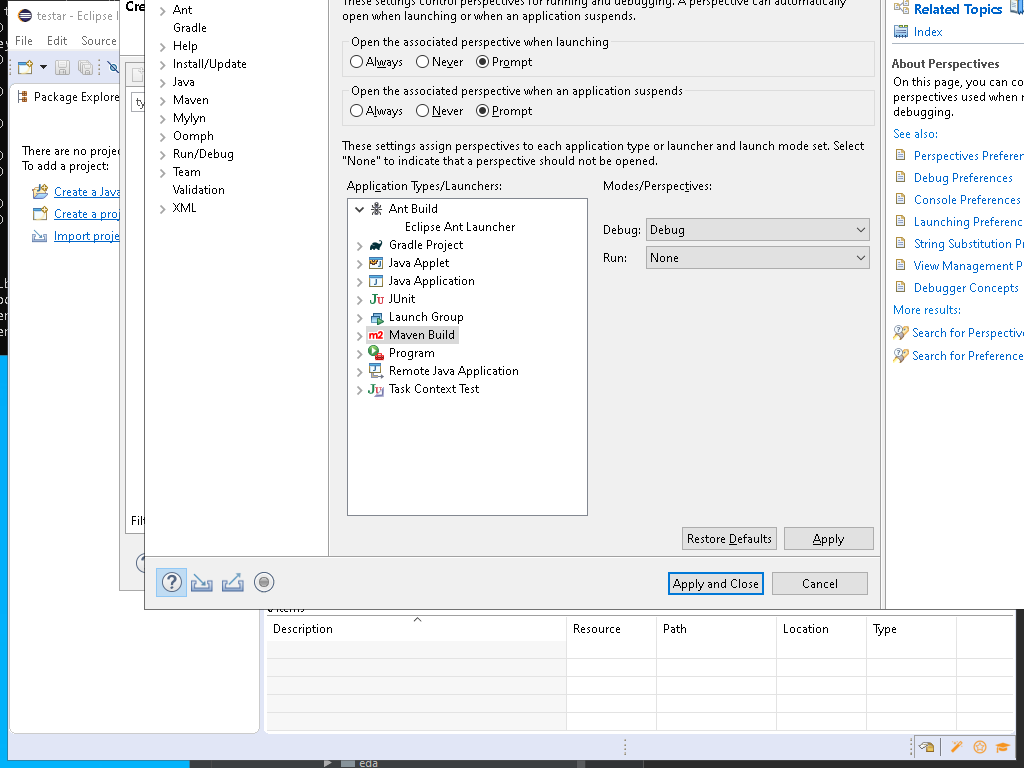 testar - Eclipse I
File Edit Source
Package Explore
There are no projec
To add a project:
Create a Java
Create a proj
Import proje
Cre
ty
Filt
Ant
Gradle
Help
Install/Update
Java
Maven
Mylyn
Oomph
Run/Debug
Team
Validation
XML
These settings control perspectives for running and debugging. A perspective can automatically
open when launching or when an application suspends.
Open the associated perspective when launching
Always Never Prompt
Open the associated perspective when an application suspends
Always Never Prompt
These settings assign perspectives to each application type or launcher and launch mode set. Select
"None" to indicate that a perspective should not be opened.
Application Types/Launchers:
Ant Build
Eclipse Ant Launcher
Gradle Project
Java Applet
Java Application
JUnit
Launch Group
m2 Maven Build
Program
Remote Java Application
Task Context Test
Modes/Perspectives:
Debug: Debug
Run: None
Restore Defaults Apply
Apply and Close Cancel
Related Topics
Index
About Perspectives
On this page, you can co
perspectives used when r
debugging.
See also:
Perspectives Preferen
Debug Preferences
Console Preferences
Launching Preferenc
String Substitution Pr
View Management P
Debugger Concepts
More results:
Search for Perspective
Search for Preference
Description Resource Path Location Type
eda